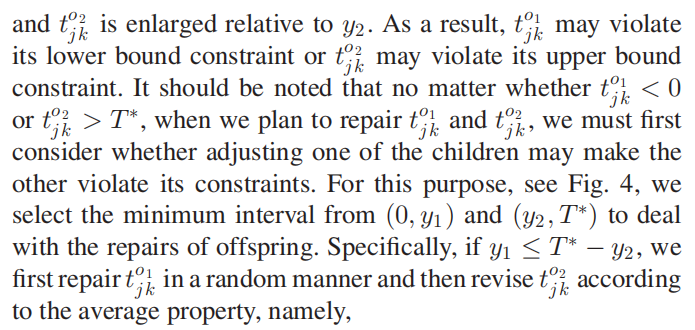 and $t_{jk}^{o_2}$ is enlarged relative to $y_2$. As a result, $t_{jk}^{o_1}$ may violate
its lower bound constraint or $t_{jk}^{o_2}$ may violate its upper bound
constraint. It should be noted that no matter whether $t_{jk}^{o_1} < 0$
or $t_{jk}^{o_2} > T^*$, when we plan to repair $t_{jk}^{o_1}$ and $t_{jk}^{o_2}$, we must first
consider whether adjusting one of the children may make the
other violate its constraints. For this purpose, see Fig. 4, we
select the minimum interval from $(0, y_1)$ and $(y_2, T^*)$ to deal
with the repairs of offspring. Specifically, if $y_1 \leq T^* - y_2$, we
first repair $t_{jk}^{o_1}$ in a random manner and then revise $t_{jk}^{o_2}$ according
to the average property, namely,